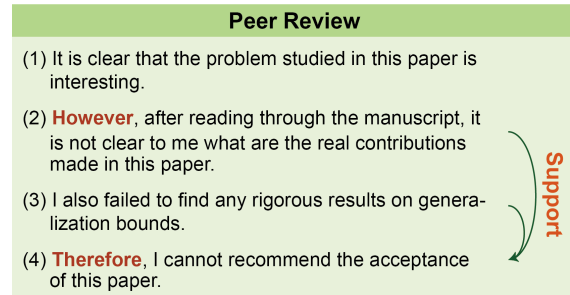 Peer Review
(1) It is clear that the problem studied in this paper is
interesting.
(2) However, after reading through the manuscript, it
is not clear to me what are the real contributions
made in this paper.
(3) I also failed to find any rigorous results on genera-
lization bounds.
(4) Therefore, I cannot recommend the acceptance
of this paper.
Support